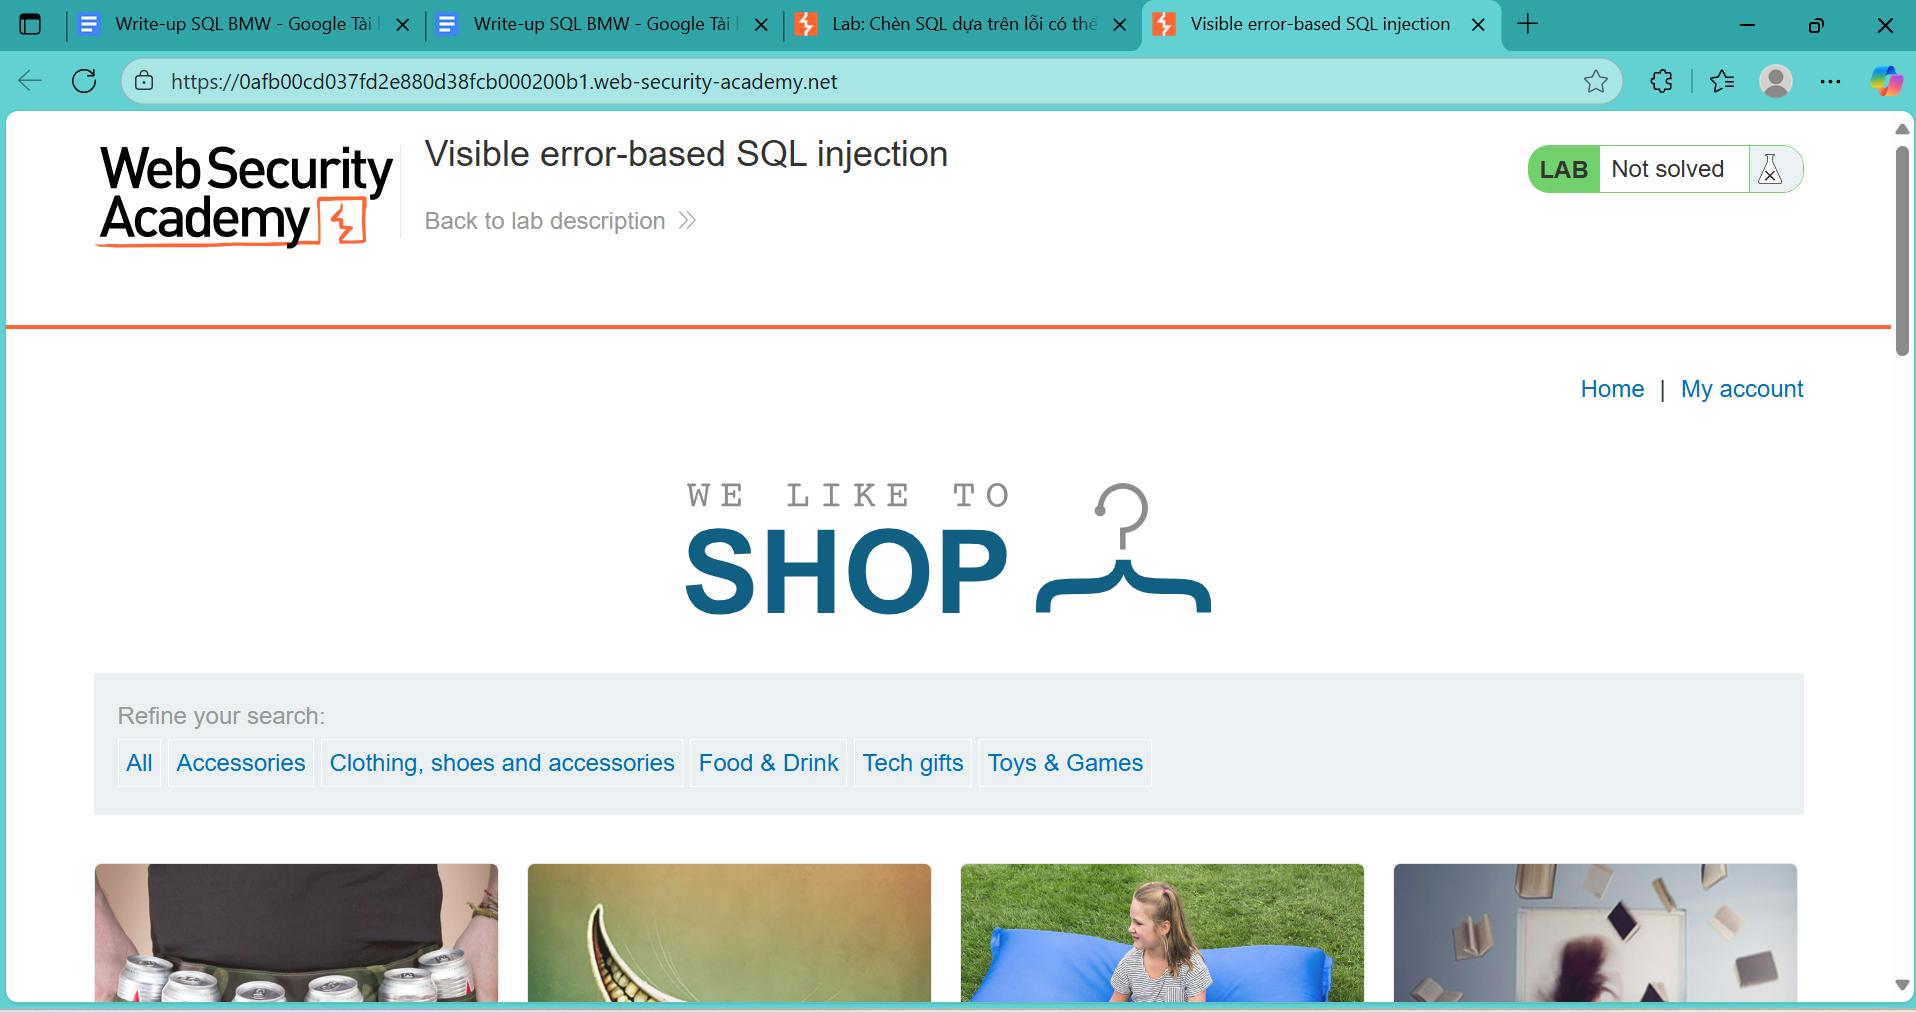 Write-up SQL BMW - Google Tài l
Write-up SQL BMW - Google Tài l
Lab: Chèn SQL dựa trên lỗi có thể
Visible error-based SQL injection
https://0afb00cd037fd2e880d38fcb000200b1.web-security-academy.net
Web Security
Academy
Visible error-based SQL injection
Back to lab description
LAB Not solved
Home | My account
WE LIKE TO
SHOP
Refine your search:
All Accessories Clothing, shoes and accessories Food & Drink Tech gifts Toys & Games